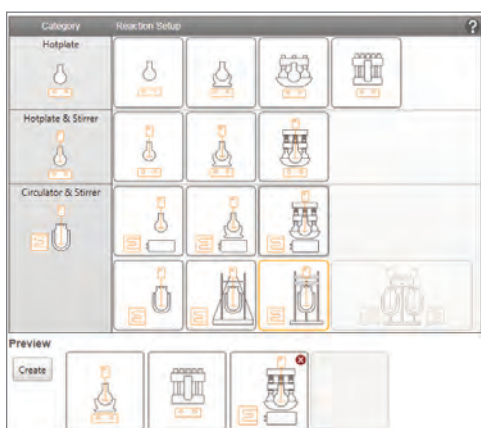 Category Reaction Setup ?
Hotplate
Hotplate & Stirrer
Circulator & Stirrer
Preview
Create